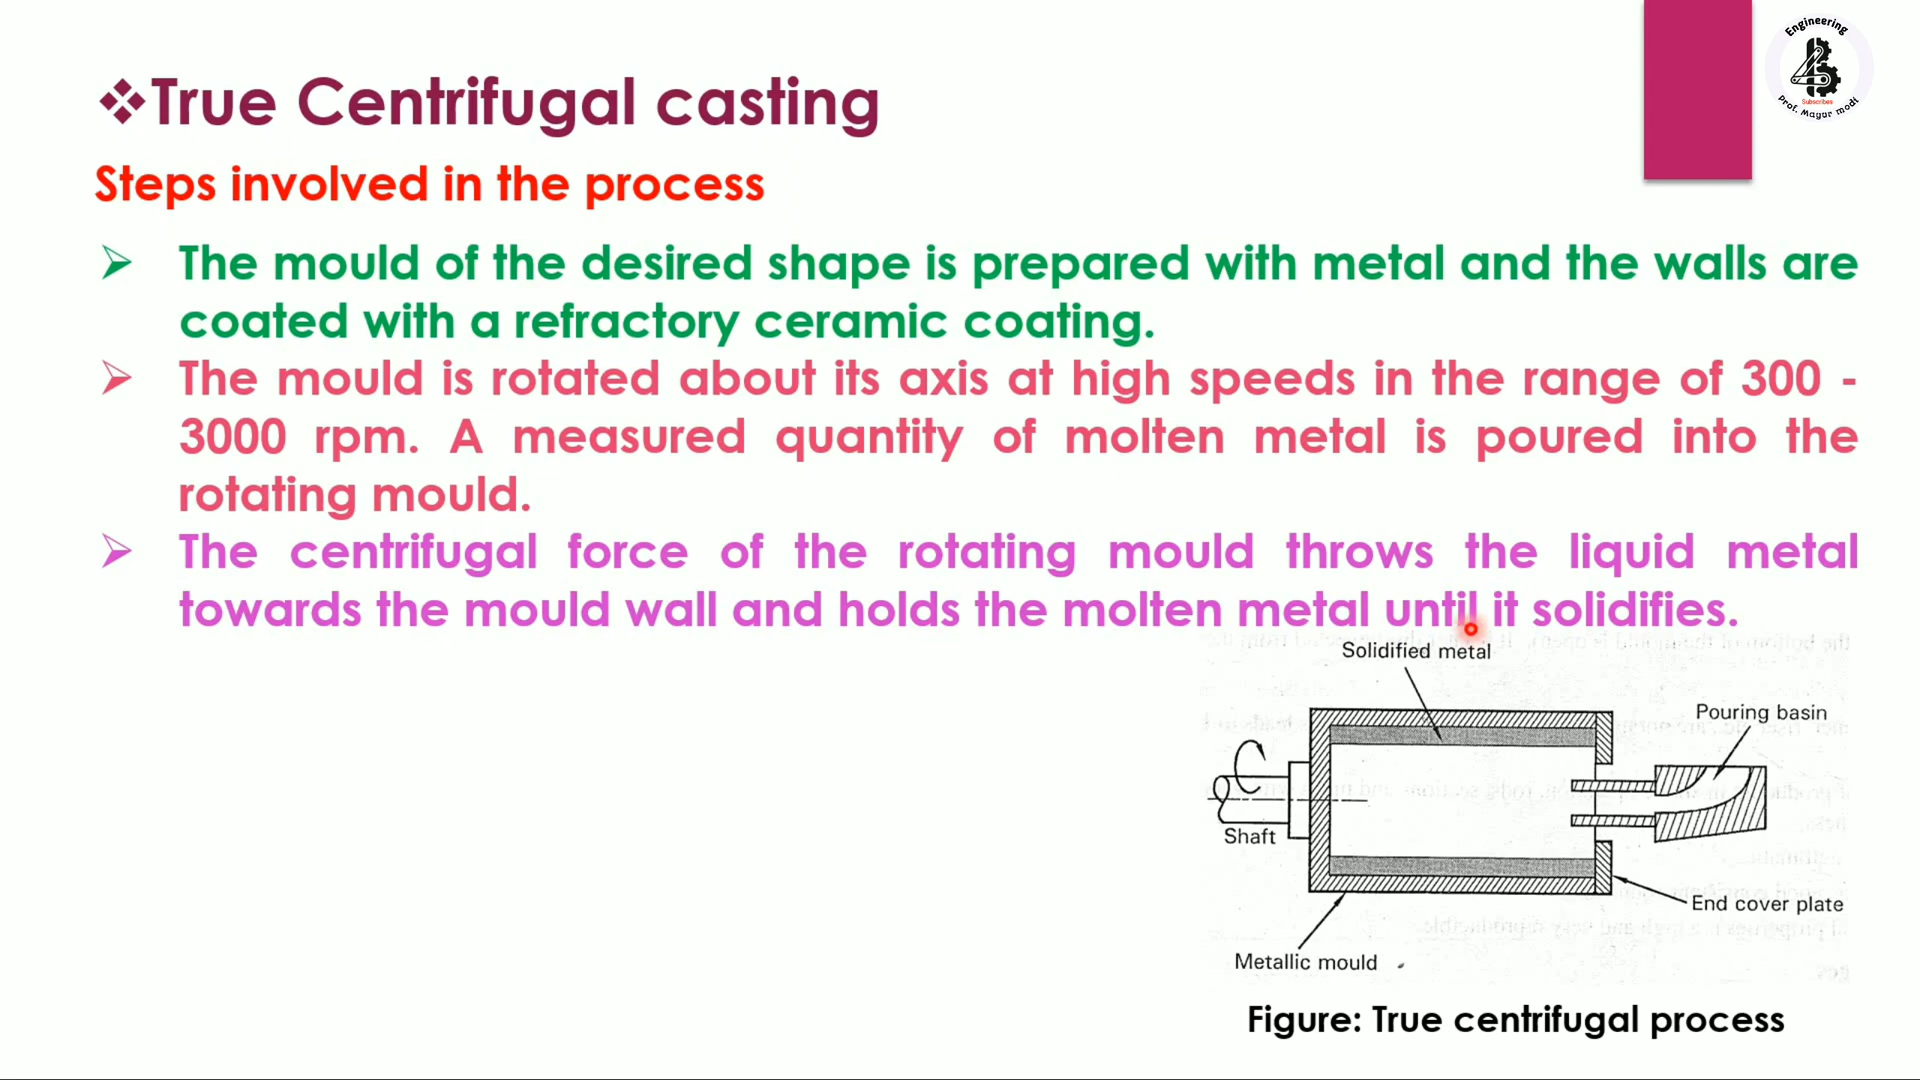 Engineering
Subscribes
Prof. Mayur modi
True Centrifugal casting
Steps involved in the process
The mould of the desired shape is prepared with metal and the walls are
coated with a refractory ceramic coating.
The mould is rotated about its axis at high speeds in the range of 300 -
3000 rpm. A measured quantity of molten metal is poured into the
rotating mould.
The centrifugal force of the rotating mould throws the liquid metal
towards the mould wall and holds the molten metal until it solidifies.
Solidified metal
Pouring basin
Shaft
End cover plate
Metallic mould
Figure: True centrifugal process